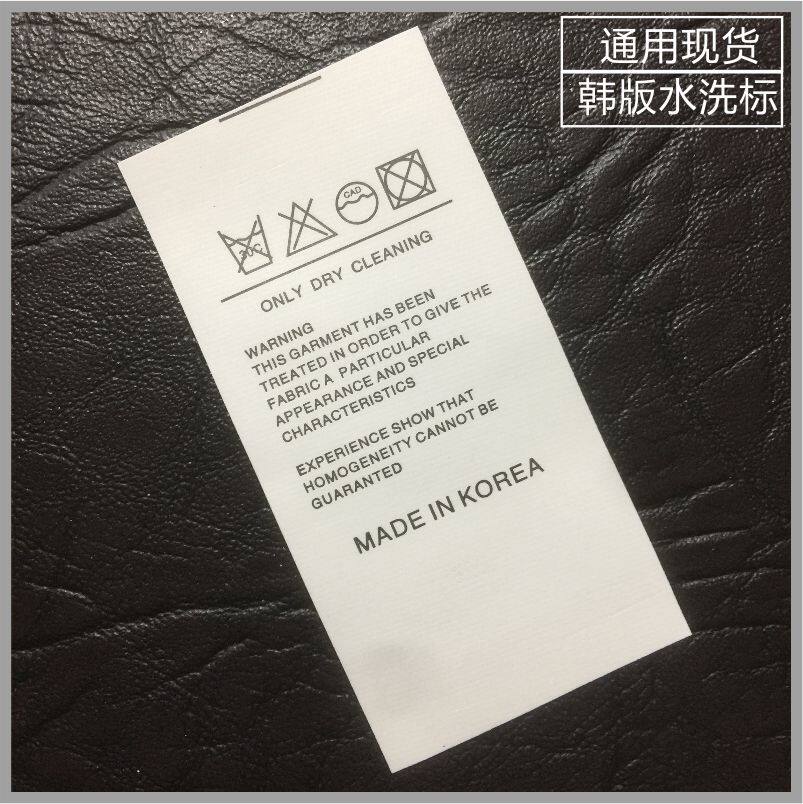 通用现货
韩版水洗标
30C
CAD
ONLY DRY CLEANING
WARNING
THIS GARMENT HAS BEEN
TREATED IN ORDER TO GIVE THE
FABRIC A PARTICULAR
APPEARANCE AND SPECIAL
CHARACTERISTICS
EXPERIENCE SHOW THAT
HOMOGENEITY CANNOT BE
GUARANTED
MADE IN KOREA